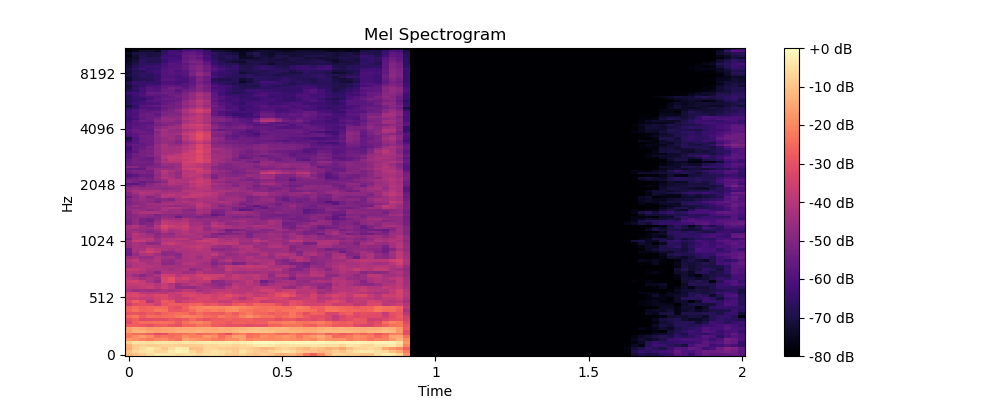 Mel Spectrogram
Hz
8192
4096
2048
1024
512
0
0 0.5 1 1.5 2
Time
+0 dB
-10 dB
-20 dB
-30 dB
-40 dB
-50 dB
-60 dB
-70 dB
-80 dB